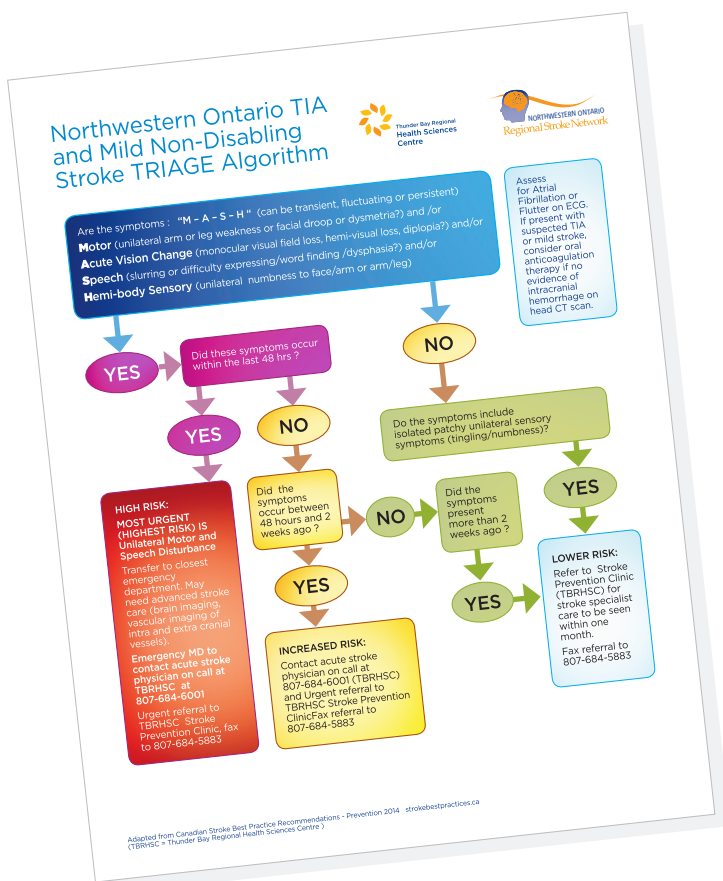 Northwestern Ontario TIA
and Mild Non-Disabling
Stroke TRIAGE Algorithm
Thunder Bay Regional
Health Sciences
Centre
NORTHWESTERN ONTARIO
Regional Stroke Network
Are the symptoms : "M – A – S – H " (can be transient, fluctuating or persistent)
Motor (unilateral arm or leg weakness or facial droop or dysmetria?) and /or
Acute Vision Change (monocular visual field loss, hemi-visual loss, diplopia?) and/or
Speech (slurring or difficulty expressing/word finding /dysphasia?) and/or
Hemi-body Sensory (unilateral numbness to face/arm or arm/leg)
Assess
for Atrial
Fibrillation or
Flutter on ECG.
If present with
suspected TIA
or mild stroke,
consider oral
anticoagulation
therapy if no
evidence of
intracranial
hemorrhage on
head CT scan.
YES
Did these symptoms occur
within the last 48 hrs ?
NO
YES
NO
Do the symptoms include
isolated patchy unilateral sensory
symptoms (tingling/numbness)?
HIGH RISK:
MOST URGENT
(HIGHEST RISK) IS
Unilateral Motor and
Speech Disturbance
Transfer to closest
emergency
department. May
need advanced stroke
care (brain imaging,
vascular imaging of
intra and extra cranial
vessels).
Emergency MD to
contact acute stroke
physician on call at
TBRHSC at
807-684-6001
Urgent referral to
TBRHSC Stroke
Prevention Clinic, fax
to 807-684-5883
Did the
symptoms
occur between
48 hours and 2
weeks ago ?
NO
Did the
symptoms
present
more than 2
weeks ago ?
YES
YES
YES
INCREASED RISK:
Contact acute stroke
physician on call at
807-684-6001 (TBRHSC)
and Urgent referral to
TBRHSC Stroke Prevention
ClinicFax referral to
807-684-5883
LOWER RISK:
Refer to Stroke
Prevention Clinic
(TBRHSC) for
stroke specialist
care to be seen
within one
month.
Fax referral to
807-684-5883
Adapted from Canadian Stroke Best Practice Recommendations - Prevention 2014 strokebestpractices.ca
(TBRHSC = Thunder Bay Regional Health Sciences Centre )